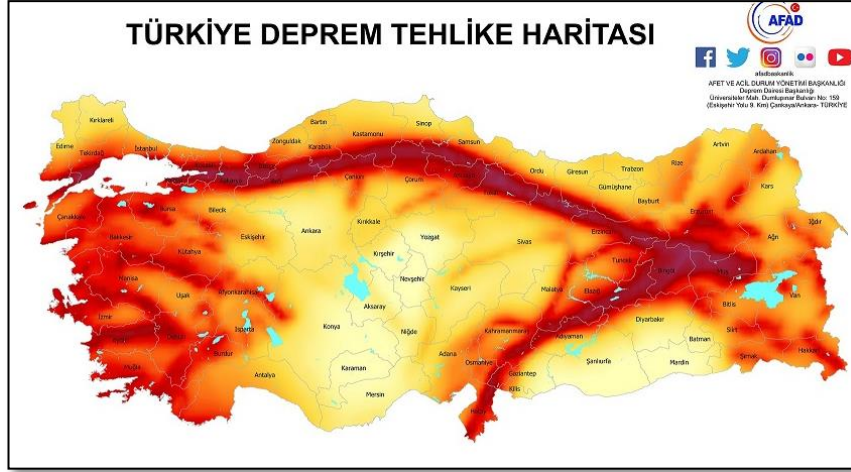 TÜRKİYE DEPREM TEHLİKE HARİTASI
AFAD
afadbaskanlik
AFET VE ACİL DURUM YÖNETİMİ BAŞKANLIĞI
Deprem Dairesi Başkanlığı
Üniversiteler Mah. Dumlupınar Bulvarı No: 159
(Eskişehir Yolu 9. Km) Çankaya/Ankara- TÜRKİYE
Kırklareli
Edirne
Tekirdağ
İstanbul
Zonguldak
Bartın
Karabük
Kastamonu
Sinop
Samsun
Ordu
Giresun
Trabzon
Rize
Artvin
Ardahan
Kars
Gümüşhane
Bayburt
Iğdır
Ağrı
Çanakkale
Balıkesir
Bursa
Bilecik
Eskişehir
Kütahya
Ankara
Çankırı
Çorum
Kırıkkale
Yozgat
Kırşehir
Sivas
Erzincan
Tunceli
Bingöl
Muş
Van
Bitlis
Manisa
Uşak
Afyonkarahisar
İzmir
Isparta
Burdur
Muğla
Antalya
Konya
Aksaray
Nevşehir
Niğde
Kayseri
Malatya
Elazığ
Diyarbakır
Batman
Siirt
Şırnak
Hakkari
Mardin
Şanlıurfa
Adıyaman
Kahramanmaraş
Gaziantep
Kilis
Osmaniye
Adana
Hatay
Mersin
Karaman